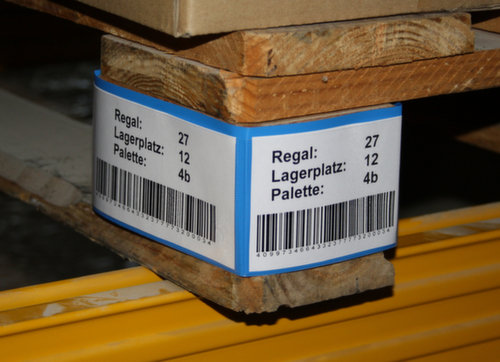 Regal: 27
Lagerplatz: 12
Palette: 4b
Regal: 27
Lagerplatz: 12
Palette: 4b